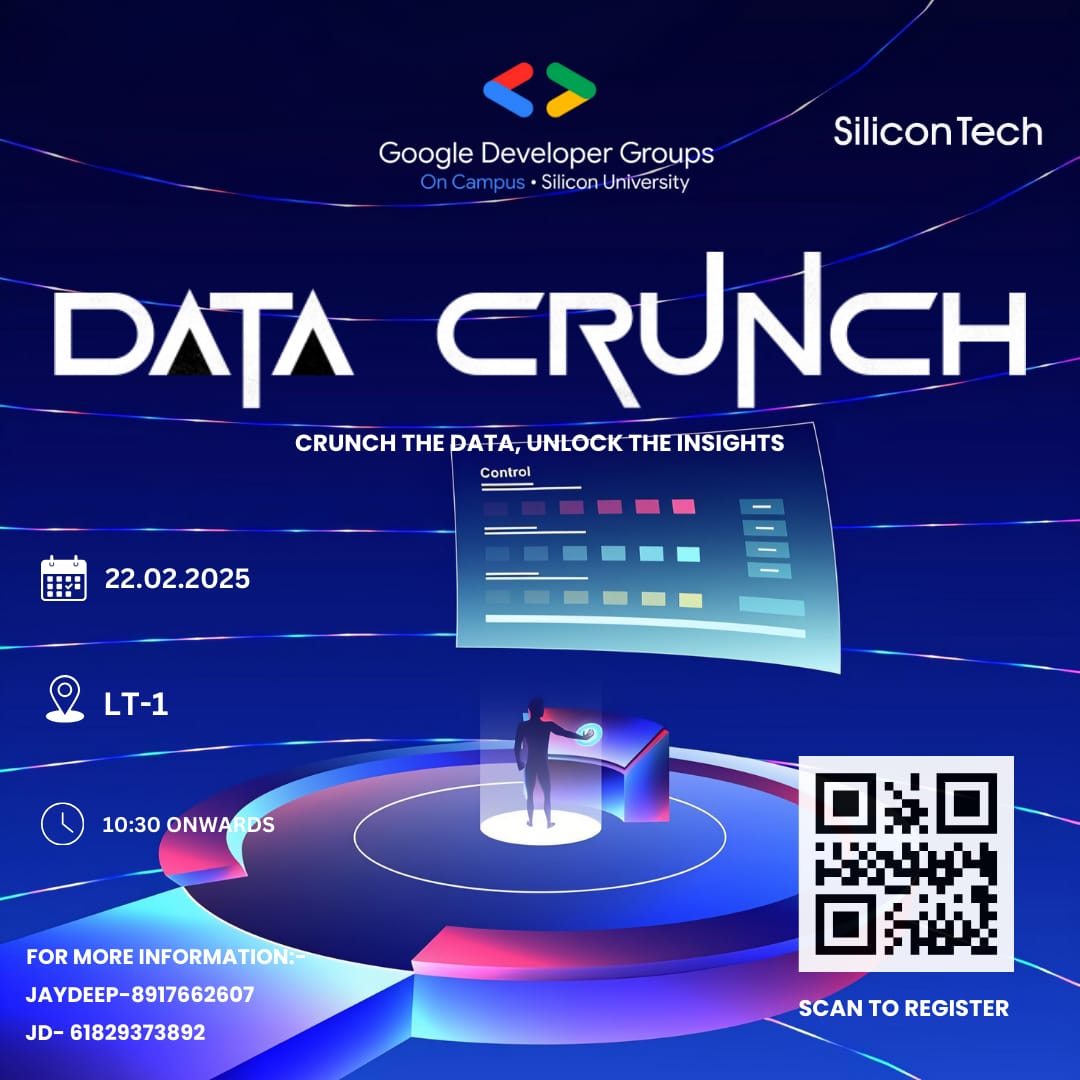 Google Developer Groups
On Campus • Silicon University
SiliconTech
DATA CRUNCH
CRUNCH THE DATA, UNLOCK THE INSIGHTS
Control
22.02.2025
LT-1
10:30 ONWARDS
FOR MORE INFORMATION:-
JAYDEEP-8917662607
JD- 61829373892
SCAN TO REGISTER